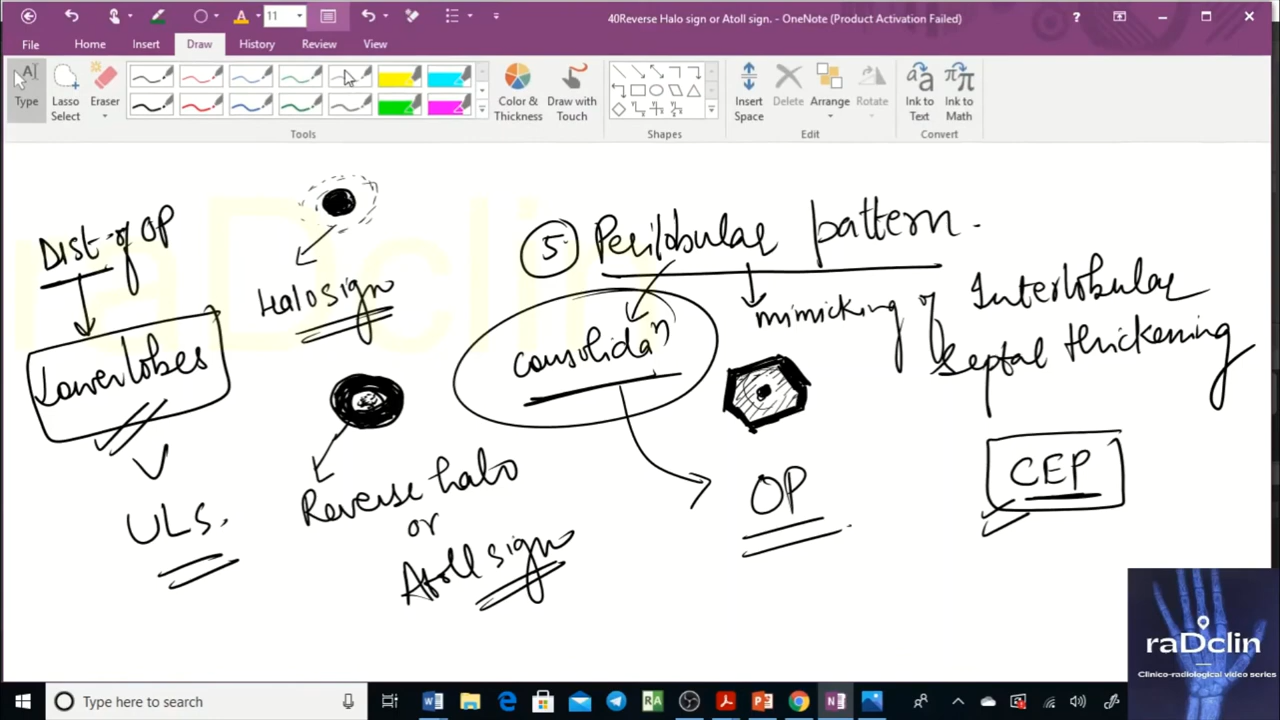 40Reverse Halo sign or Atoll sign. - OneNote (Product Activation Failed)
11
File Home Insert Draw History Review View
Type
Lasso Select
Eraser
Color & Thickness
Draw with Touch
Insert Space
Delete
Arrange
Rotate
Ink to Text
Ink to Math
Tools
Shapes
Edit
Convert
raDclin
Dist. of OP
Lower lobes
ULS.
Halo sign
Reverse halo
or
Atoll sign
5. Perilobular pattern.
mimicking of Interlobular
septal thickening
consolidaⁿ)
OP
CEP
raDclin
Clinico-radiological video series
Type here to search